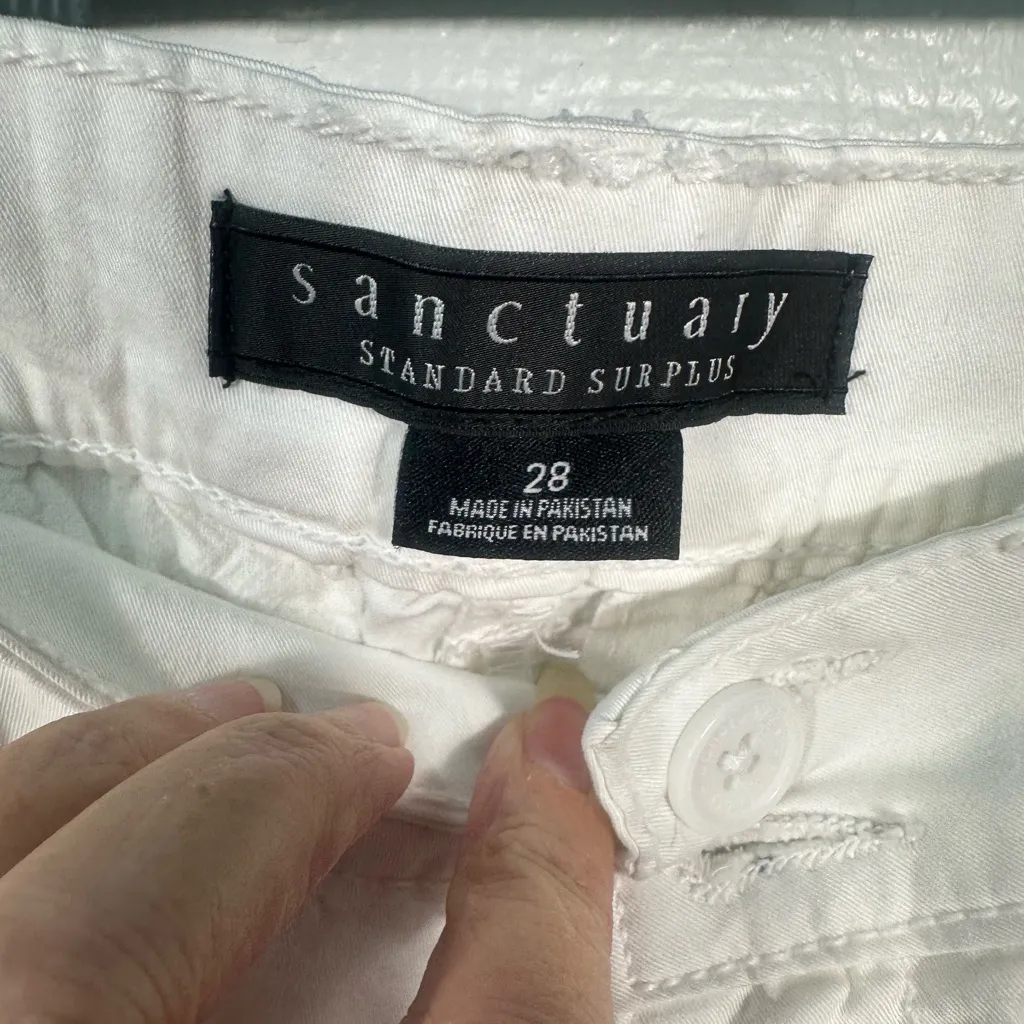 sanctuary
STANDARD SURPLUS
28
MADE IN PAKISTAN
FABRIQUE EN PAKISTAN